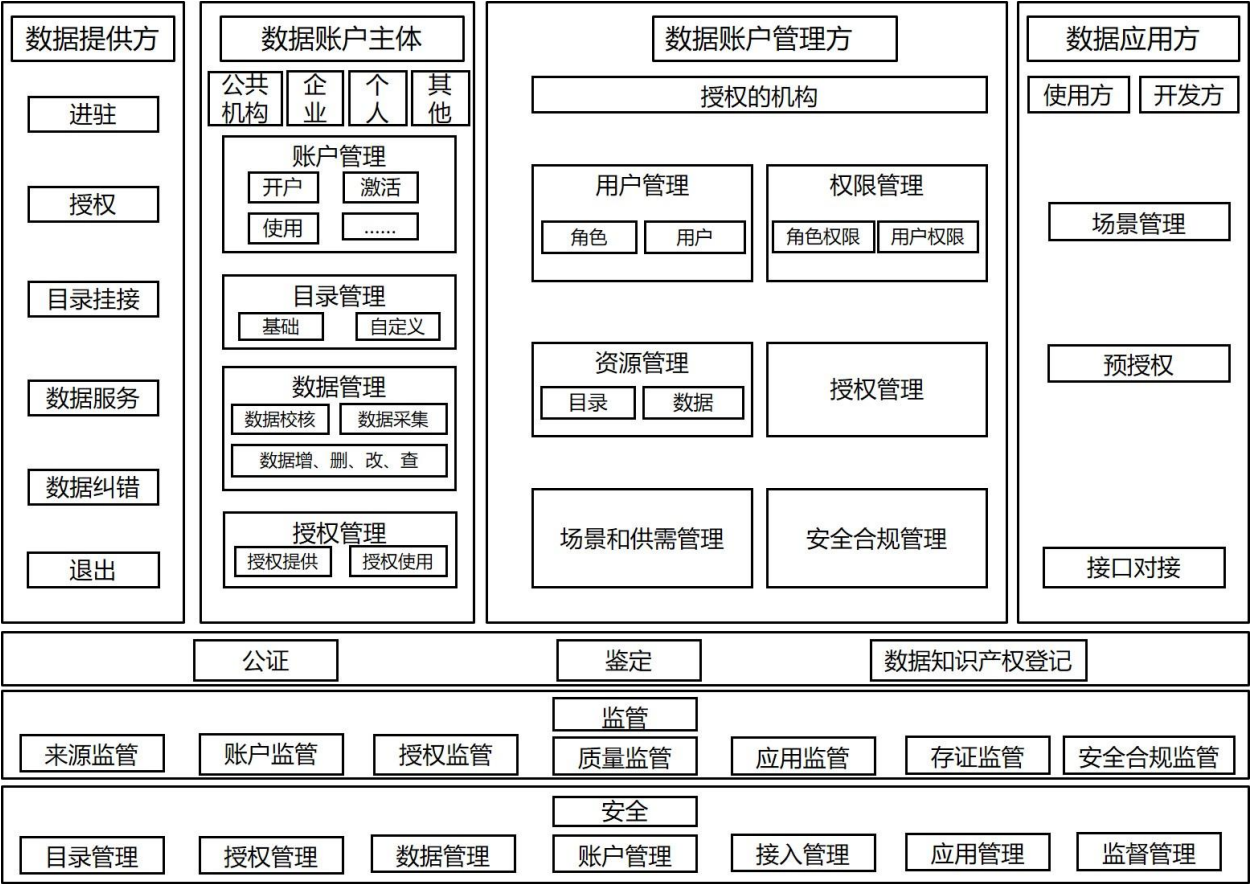 数据提供方
进驻
授权
目录挂接
数据服务
数据纠错
退出
数据账户主体
公共
机构
企
业
个
人
其
他
账户管理
开户
激活
使用
......
目录管理
基础
自定义
数据管理
数据校核
数据采集
数据增、删、改、查
授权管理
授权提供
授权使用
数据账户管理方
授权的机构
用户管理
角色
用户
权限管理
角色权限
用户权限
资源管理
目录
数据
授权管理
场景和供需管理
安全合规管理
数据应用方
使用方
开发方
场景管理
预授权
接口对接
公证
鉴定
数据知识产权登记
监管
来源监管
账户监管
授权监管
质量监管
应用监管
存证监管
安全合规监管
安全
目录管理
授权管理
数据管理
账户管理
接入管理
应用管理
监督管理